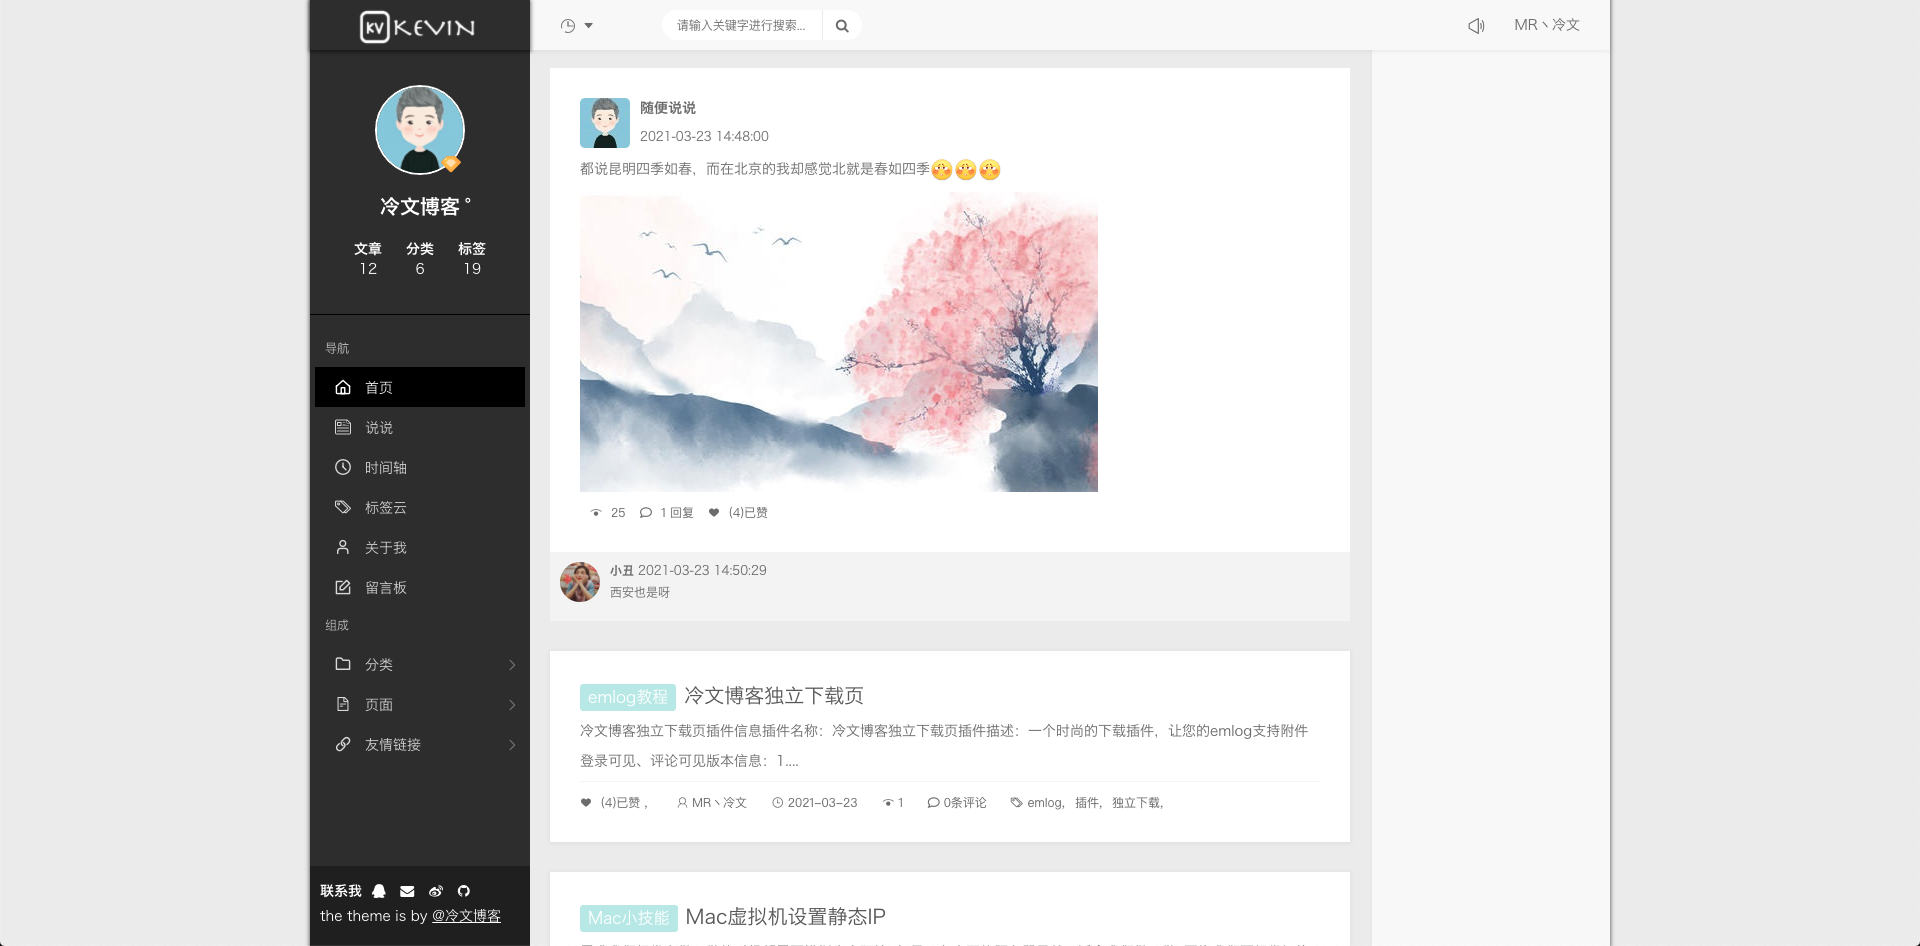 KV KEVIN
请输入关键字进行搜索...
MR丶冷文
冷文博客 °
文章 分类 标签
12 6 19
导航
首页
说说
时间轴
标签云
关于我
留言板
组成
分类
页面
友情链接
联系我
the theme is by @冷文博客
随便说说
2021-03-23 14:48:00
都说昆明四季如春，而在北京的我却感觉北就是春如四季
25 1 回复 (4)已赞
小丑 2021-03-23 14:50:29
西安也是呀
emlog教程 冷文博客独立下载页
冷文博客独立下载页插件信息插件名称：冷文博客独立下载页插件描述：一个时尚的下载插件，让您的emlog支持附件
登录可见、评论可见版本信息：1....
(4)已赞 , MR丶冷文 2021-03-23 1 0条评论 emlog, 插件, 独立下载,
Mac小技能 Mac虚拟机设置静态IP